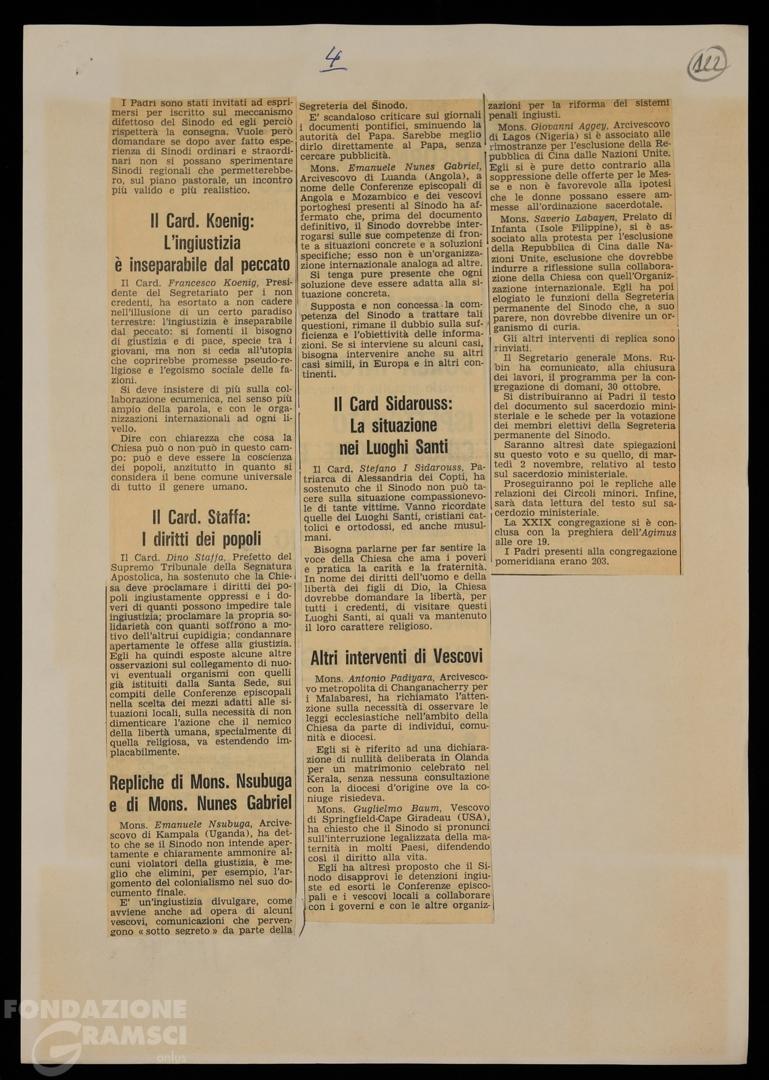 4
122
I Padri sono stati invitati ad espri-
mersi per iscritto sul meccanismo
difettoso del Sinodo ed egli perciò
rispetterà la consegna. Vuole però
domandare se dopo aver fatto espe-
rienza di Sinodi ordinari e straordi-
nari non si possano sperimentare
Sinodi regionali che permetterebbe-
ro, sul piano pastorale, un incontro
più valido e più realistico.
Il Card. Koenig:
L'ingiustizia
è inseparabile dal peccato
Il Card. Francesco Koenig, Presi-
dente del Segretariato per i non
credenti, ha esortato a non cadere
nell'illusione di un certo paradiso
terrestre: l'ingiustizia è inseparabile
dal peccato: si fomenti il bisogno
di giustizia e di pace, specie tra i
giovani, ma non si ceda all'utopia
che coprirebbe promesse pseudo-re-
ligiose e l'egoismo sociale delle fa-
zioni.
Si deve insistere di più sulla col-
laborazione ecumenica, nel senso più
ampio della parola, e con le orga-
nizzazioni internazionali ad ogni li-
vello.
Dire con chiarezza che cosa la
Chiesa può o non può in questo cam-
po: può e deve essere la coscienza
dei popoli, anzitutto in quanto si
considera il bene comune universale
di tutto il genere umano.
Il Card. Staffa:
I diritti dei popoli
Il Card. Dino Staffa, Prefetto del
Supremo Tribunale della Segnatura
Apostolica, ha sostenuto che la Chie-
sa deve proclamare i diritti dei po-
poli ingiustamente oppressi e i do-
veri di quanti possono impedire tale
ingiustizia; proclamare la propria so-
lidarietà con quanti soffrono a mo-
tivo dell'altrui cupidigia; condannare
apertamente le offese alla giustizia.
Egli ha quindi esposte alcune altre
osservazioni sul collegamento di nuo-
vi eventuali organismi con quelli
già istituiti dalla Santa Sede, sui
compiti delle Conferenze episcopali
nella scelta dei mezzi adatti alle si-
tuazioni locali, sulla necessità di non
dimenticare l'azione che il nemico
della libertà umana, specialmente di
quella religiosa, va estendendo im-
placabilmente.
Repliche di Mons. Nsubuga
e di Mons. Nunes Gabriel
Mons. Emanuele Nsubuga, Arcive-
scovo di Kampala (Uganda), ha det-
to che se il Sinodo non intende aper-
tamente e chiaramente ammonire al-
cuni violatori della giustizia, è me-
glio che elimini, per esempio, l'ar-
gomento del colonialismo nel suo do-
cumento finale.
E' un'ingiustizia divulgare, come
avviene anche ad opera di alcuni
vescovi, comunicazioni che perven-
gono « sotto segreto » da parte della
Segreteria del Sinodo.
E' scandaloso criticare sui giornali
i documenti pontifici, sminuendo la
autorità del Papa. Sarebbe meglio
dirlo direttamente al Papa, senza
cercare pubblicità.
Mons. Emanuele Nunes Gabriel,
Arcivescovo di Luanda (Angola), a
nome delle Conferenze episcopali di
Angola e Mozambico e dei vescovi
portoghesi presenti al Sinodo ha af-
fermato che, prima del documento
definitivo, il Sinodo dovrebbe inter-
rogarsi sulle sue competenze di fron-
te a situazioni concrete e a soluzioni
specifiche; esso non è un'organizza-
zione internazionale analoga ad altre.
Si tenga pure presente che ogni
soluzione deve essere adatta alla si-
tuazione concreta.
Supposta e non concessa la com-
petenza del Sinodo a trattare tali
questioni, rimane il dubbio sulla suf-
ficienza e l'obiettività delle informa-
zioni. Se si interviene su alcuni casi,
bisogna intervenire anche su altri
casi simili, in Europa e in altri con-
tinenti.
Il Card Sidarouss:
La situazione
nei Luoghi Santi
Il Card. Stefano I Sidarouss, Pa-
triarca di Alessandria dei Copti, ha
sostenuto che il Sinodo non può ta-
cere sulla situazione compassionevo-
le di tante vittime. Vanno ricordate
quelle dei Luoghi Santi, cristiani cat-
tolici e ortodossi, ed anche musul-
mani.
Bisogna parlarne per far sentire la
voce della Chiesa che ama i poveri
e pratica la carità e la fraternità.
In nome dei diritti dell'uomo e della
libertà dei figli di Dio, la Chiesa
dovrebbe domandare la libertà, per
tutti i credenti, di visitare questi
Luoghi Santi, ai quali va mantenuto
il loro carattere religioso.
Altri interventi di Vescovi
Mons. Antonio Padiyara, Arcivesco-
vo metropolita di Changanacherry per
i Malabaresi, ha richiamato l'atten-
zione sulla necessità di osservare le
leggi ecclesiastiche nell'ambito della
Chiesa da parte di individui, comu-
nità e diocesi.
Egli si è riferito ad una dichiara-
zione di nullità deliberata in Olanda
per un matrimonio celebrato nel
Kerala, senza nessuna consultazione
con la diocesi d'origine ove la co-
niuge risiedeva.
Mons. Guglielmo Baum, Vescovo
di Springfield-Cape Giradeau (USA),
ha chiesto che il Sinodo si pronunci
sull'interruzione legalizzata della ma-
ternità in molti Paesi, difendendo
così il diritto alla vita.
Egli ha altresì proposto che il Si-
nodo disapprovi le detenzioni ingiu-
ste ed esorti le Conferenze episco-
pali e i vescovi locali a collaborare
con i governi e con le altre organiz-
zazioni per la riforma dei sistemi
penali ingiusti.
Mons. Giovanni Aggey, Arcivescovo
di Lagos (Nigeria) si è associato alle
rimostranze per l'esclusione della Re-
pubblica di Cina dalle Nazioni Unite.
Egli si è pure detto contrario alla
soppressione delle offerte per le Mes-
se e non è favorevole alla ipotesi
che le donne possano essere am-
messe all'ordinazione sacerdotale.
Mons. Saverio Labayen, Prelato di
Infanta (Isole Filippine), si è as-
sociato alla protesta per l'esclusione
della Repubblica di Cina dalle Na-
zioni Unite, esclusione che dovrebbe
indurre a riflessione sulla collabora-
zione della Chiesa con quell'Organiz-
zazione internazionale. Egli ha poi
elogiato le funzioni della Segreteria
permanente del Sinodo che, a suo
parere, non dovrebbe divenire un or-
ganismo di curia.
Gli altri interventi di replica sono
rinviati.
Il Segretario generale Mons. Ru-
bin ha comunicato, alla chiusura
dei lavori, il programma per la con-
gregazione di domani, 30 ottobre.
Si distribuiranno ai Padri il testo
del documento sul sacerdozio mini-
steriale e le schede per la votazione
dei membri elettivi della Segreteria
permanente del Sinodo.
Saranno altresì date spiegazioni
su questo voto e su quello, di mar-
tedì 2 novembre, relativo al testo
sul sacerdozio ministeriale.
Proseguiranno poi le repliche alle
relazioni dei Circoli minori. Infine,
sarà data lettura del testo sul sa-
cerdozio ministeriale.
La XXIX congregazione si è con-
clusa con la preghiera dell'Agimus
alle ore 19.
I Padri presenti alla congregazione
pomeridiana erano 203.
FONDAZIONE
GRAMSCI
onlus